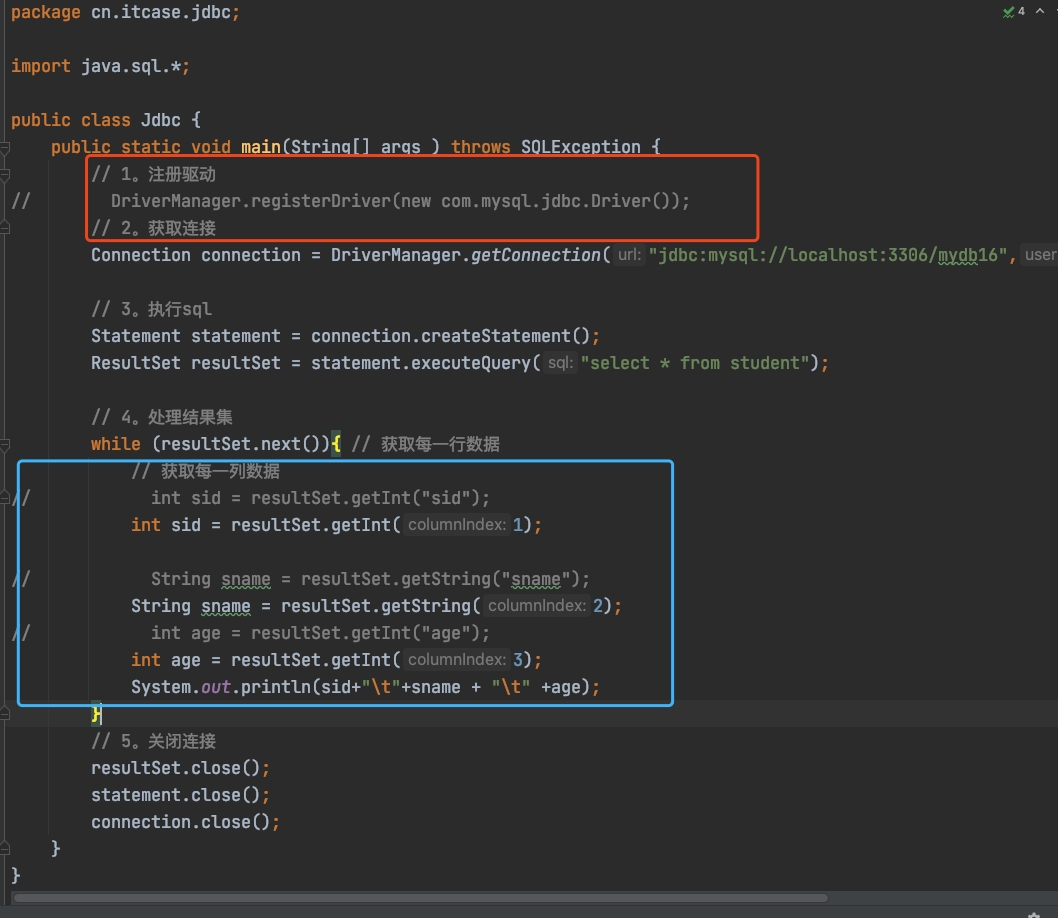 package cn.itcase.jdbc;
4
import java.sql.*;
public class Jdbc {
public static void main(String[] args ) throws SQLException {
// 1。注册驱动
// DriverManager.registerDriver(new com.mysql.jdbc.Driver());
// 2。获取连接
Connection connection = DriverManager.getConnection( url: "jdbc:mysql://localhost:3306/mydb16", user
// 3。执行sql
Statement statement = connection.createStatement();
ResultSet resultSet = statement.executeQuery( sql: "select * from student");
// 4。处理结果集
while (resultSet.next()){ // 获取每一行数据
// 获取每一列数据
// int sid = resultSet.getInt("sid");
int sid = resultSet.getInt( columnIndex: 1);
// String sname = resultSet.getString("sname");
String sname = resultSet.getString( columnIndex: 2);
// int age = resultSet.getInt("age");
int age = resultSet.getInt( columnIndex: 3);
System.out.println(sid+"\t"+sname + "\t" +age);
}
// 5。关闭连接
resultSet.close();
statement.close();
connection.close();
}
}